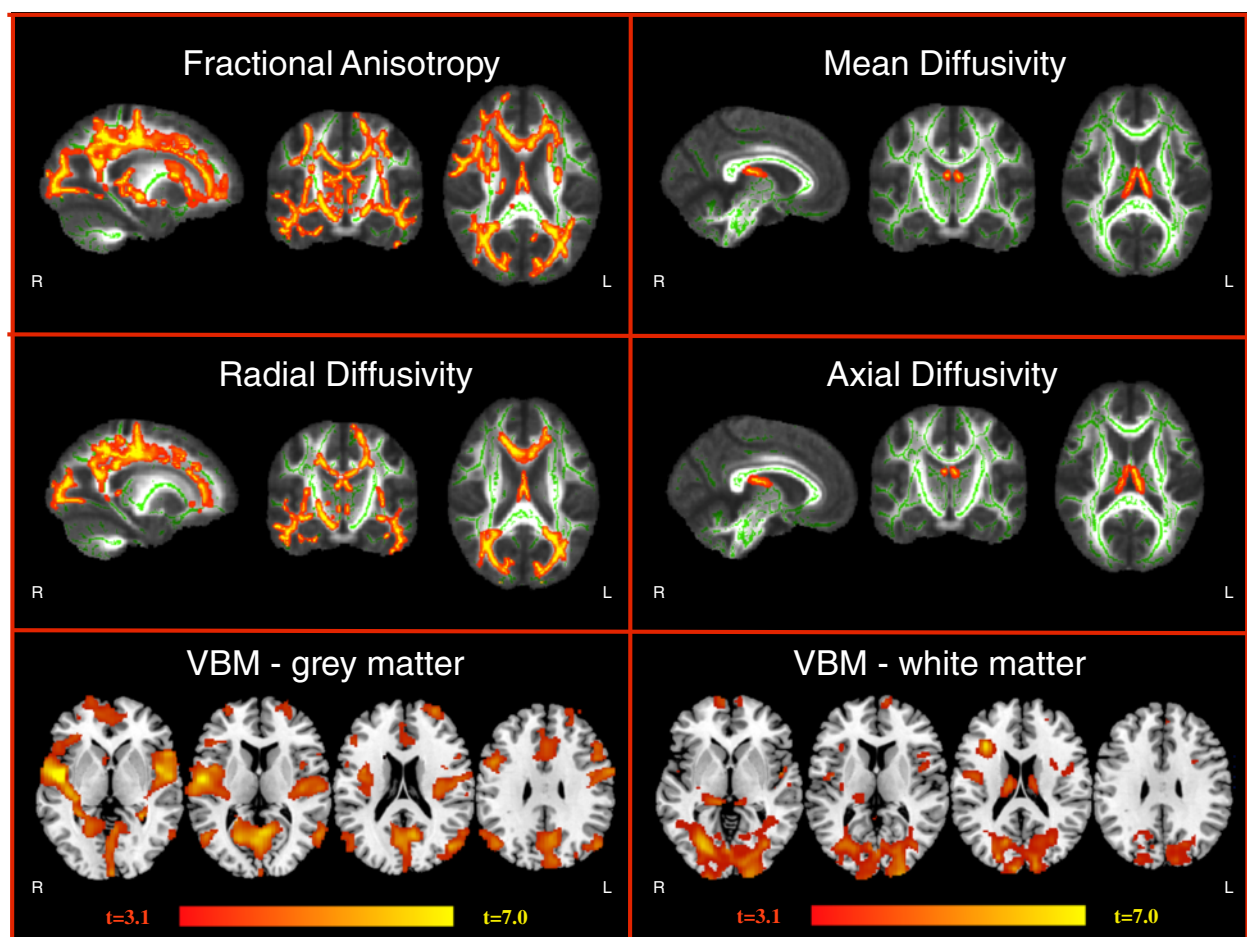 Fractional Anisotropy
R
L
Mean Diffusivity
R
L
Radial Diffusivity
R
L
Axial Diffusivity
R
L
VBM - grey matter
R
L
t=3.1
t=7.0
VBM - white matter
R
L
t=3.1
t=7.0